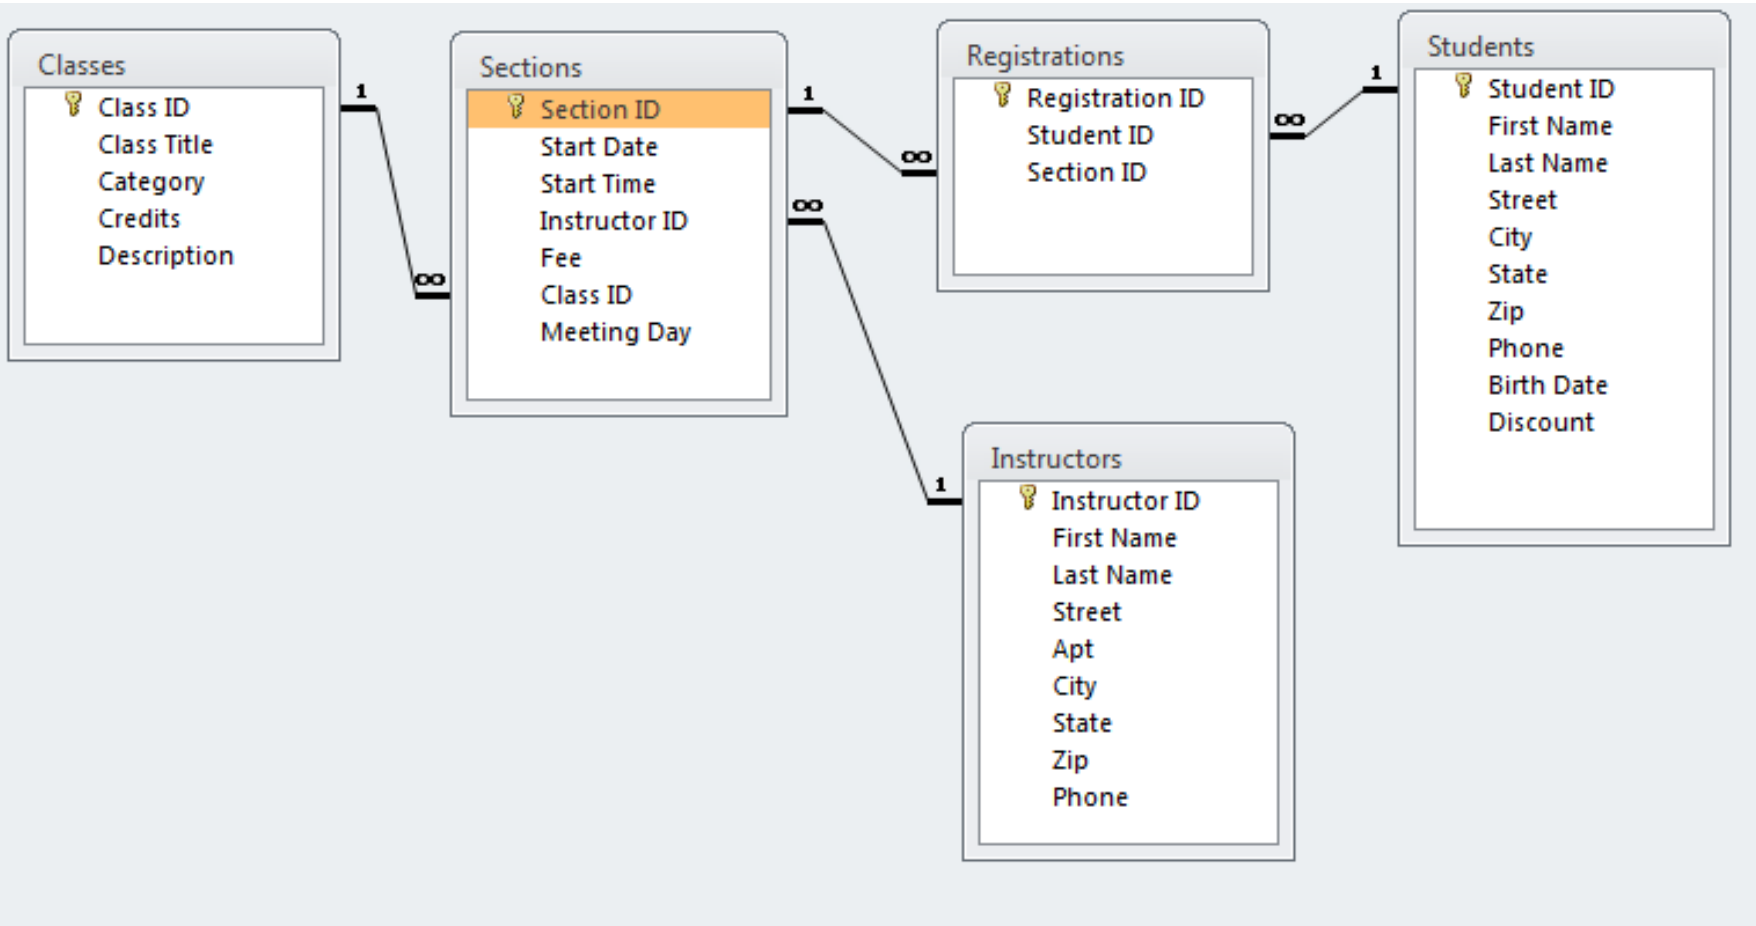 Classes
Class ID
Class Title
Category
Credits
Description
1
∞
Sections
Section ID
Start Date
Start Time
Instructor ID
Fee
Class ID
Meeting Day
1
∞
∞
1
Registrations
Registration ID
Student ID
Section ID
∞
1
Students
Student ID
First Name
Last Name
Street
City
State
Zip
Phone
Birth Date
Discount
Instructors
Instructor ID
First Name
Last Name
Street
Apt
City
State
Zip
Phone